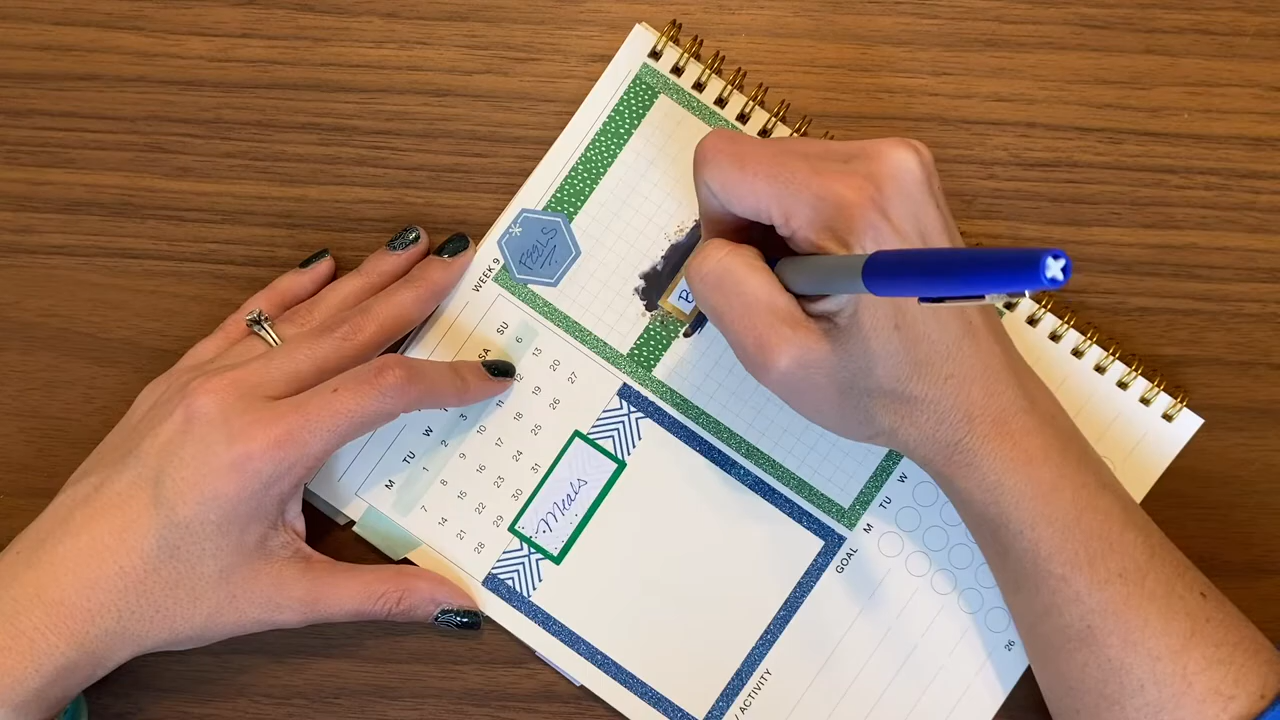 FEELS
WEEK 9
M TU W SA SU
1 2 3 6
7 8 9 10 11 12 13
14 15 16 17 18 19 20
21 22 23 24 25 26 27
28 29 30 31
Meals
GOAL M TU W
26
/ ACTIVITY